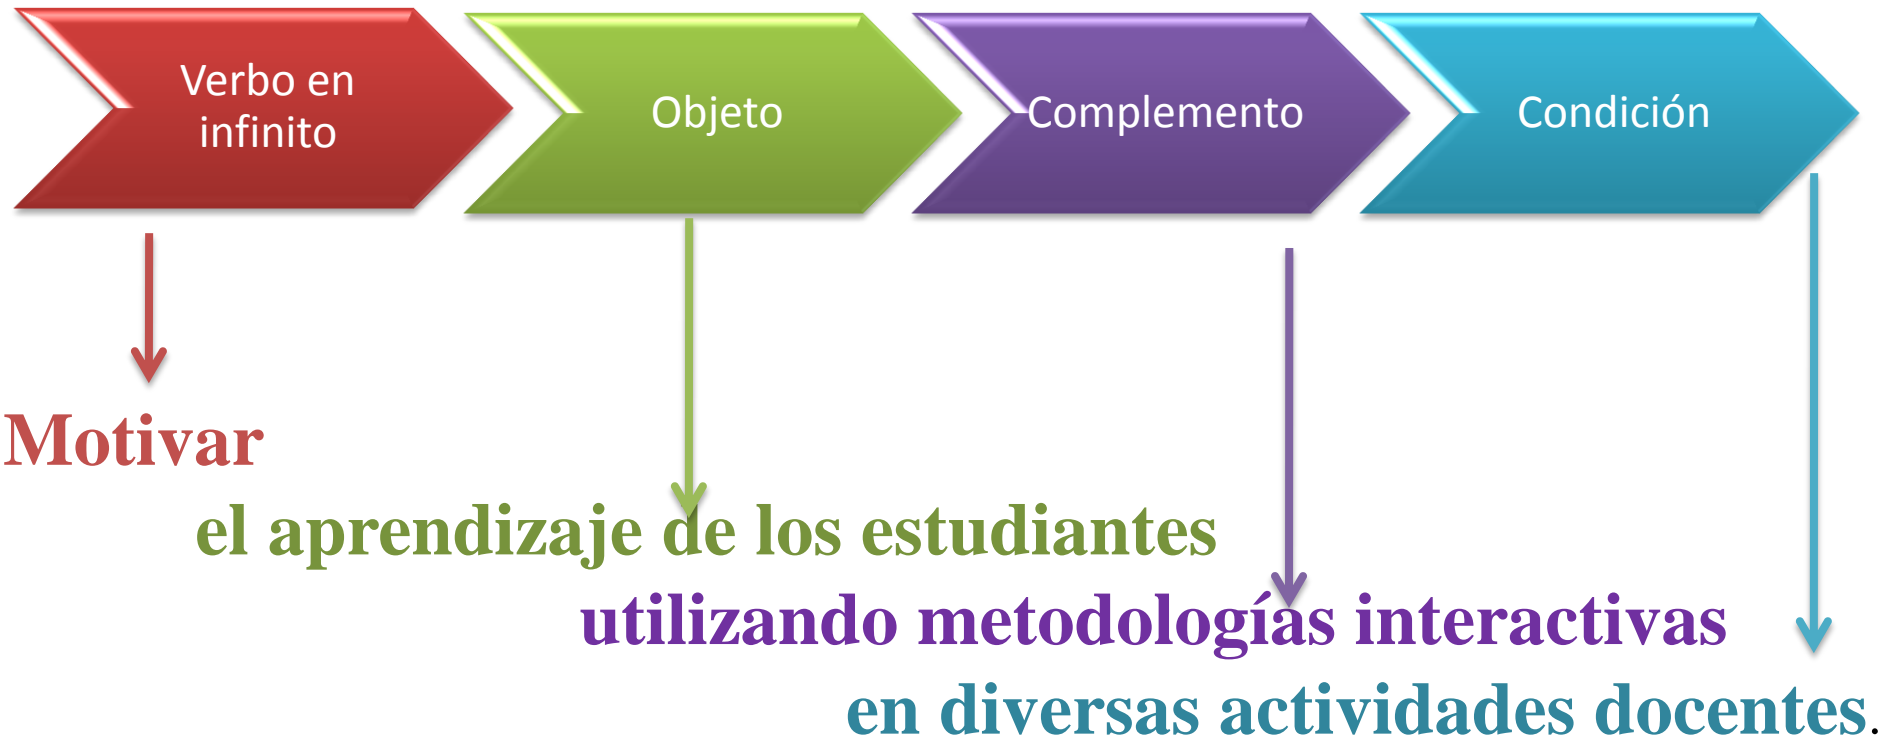 Verbo en
infinito
Objeto
Complemento
Condición
Motivar
el aprendizaje de los estudiantes
utilizando metodologías interactivas
en diversas actividades docentes.